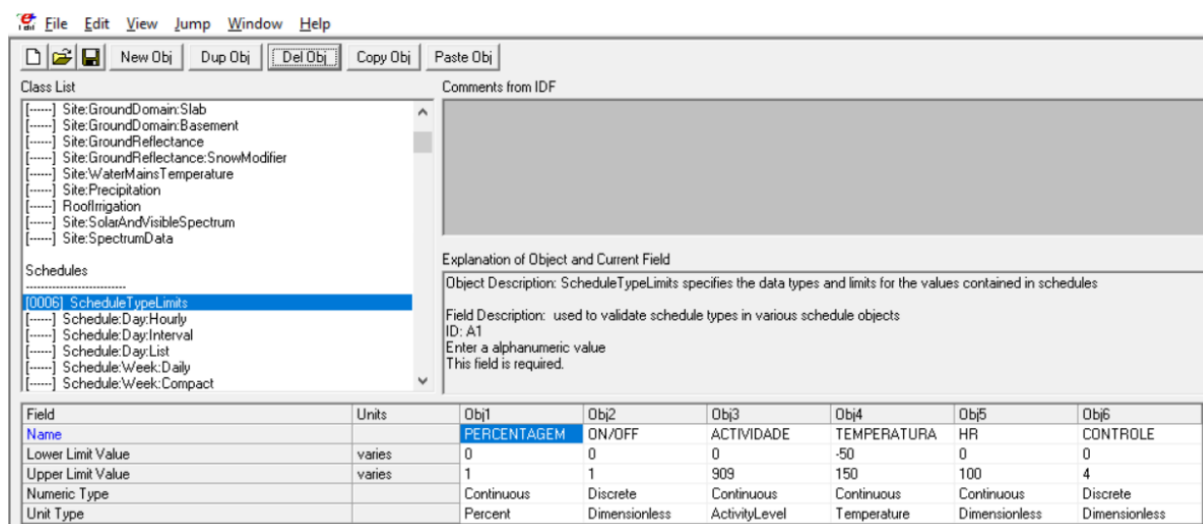 File Edit View Jump Window Help
New Obj Dup Obj Del Obj Copy Obj Paste Obj
Class List
[------] Site:GroundDomain:Slab
[------] Site:GroundDomain:Basement
[------] Site:GroundReflectance
[------] Site:GroundReflectance:SnowModifier
[------] Site:WaterMainsTemperature
[------] Site:Precipitation
[------] RoofIrrigation
[------] Site:SolarAndVisibleSpectrum
[------] Site:SpectrumData
Schedules
-------------------------
[0006] ScheduleTypeLimits
[------] Schedule:Day:Hourly
[------] Schedule:Day:Interval
[------] Schedule:Day:List
[------] Schedule:Week:Daily
[------] Schedule:Week:Compact
Comments from IDF
Explanation of Object and Current Field
Object Description: ScheduleTypeLimits specifies the data types and limits for the values contained in schedules
Field Description: used to validate schedule types in various schedule objects
ID: A1
Enter a alphanumeric value
This field is required.
Field Units Obj1 Obj2 Obj3 Obj4 Obj5 Obj6
Name PERCENTAGEM ON/OFF ACTIVIDADE TEMPERATURA HR CONTROLE
Lower Limit Value varies 0 0 0 -50 0 0
Upper Limit Value varies 1 1 909 150 100 4
Numeric Type Continuous Discrete Continuous Continuous Continuous Discrete
Unit Type Percent Dimensionless ActivityLevel Temperature Dimensionless Dimensionless